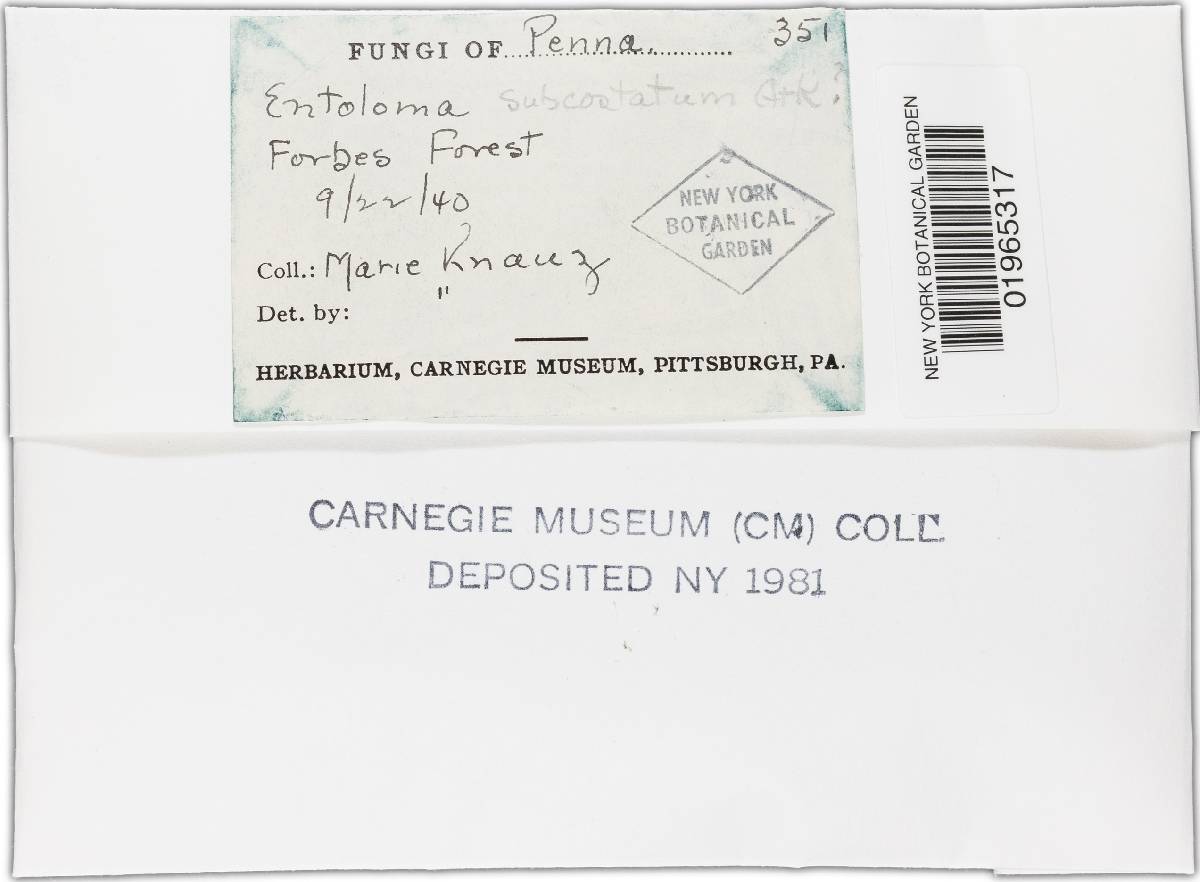 FUNGI OF Penna. 351
Entoloma subcostatum Atk?
Forbes Forest
9/22/40
Coll.: Marie Knauz
"
Det. by:
HERBARIUM, CARNEGIE MUSEUM, PITTSBURGH, PA.
NEW YORK
BOTANICAL
GARDEN
NEW YORK BOTANICAL GARDEN
01965317
CARNEGIE MUSEUM (CM) COLL.
DEPOSITED NY 1981